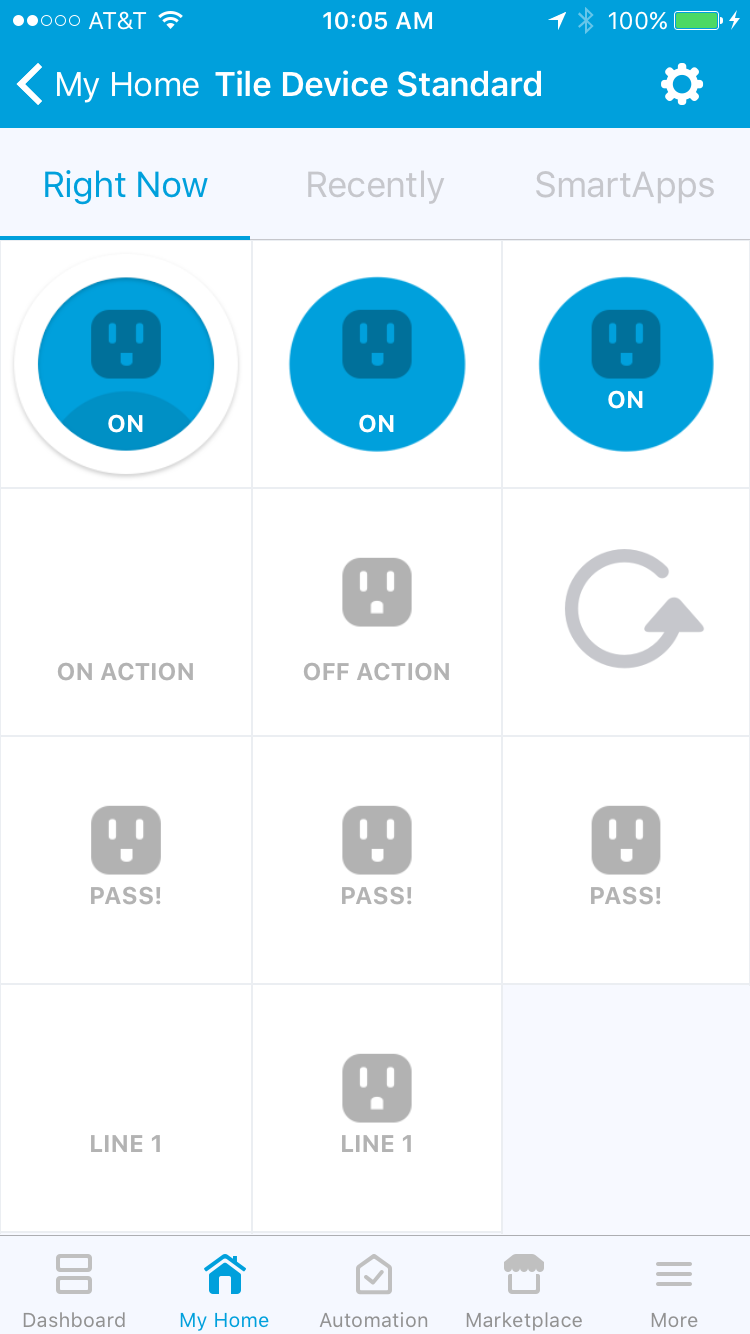 AT&T 10:05 AM 100%
My Home Tile Device Standard
Right Now Recently SmartApps
ON ON ON
ON ACTION OFF ACTION
PASS! PASS! PASS!
LINE 1 LINE 1
Dashboard My Home Automation Marketplace More